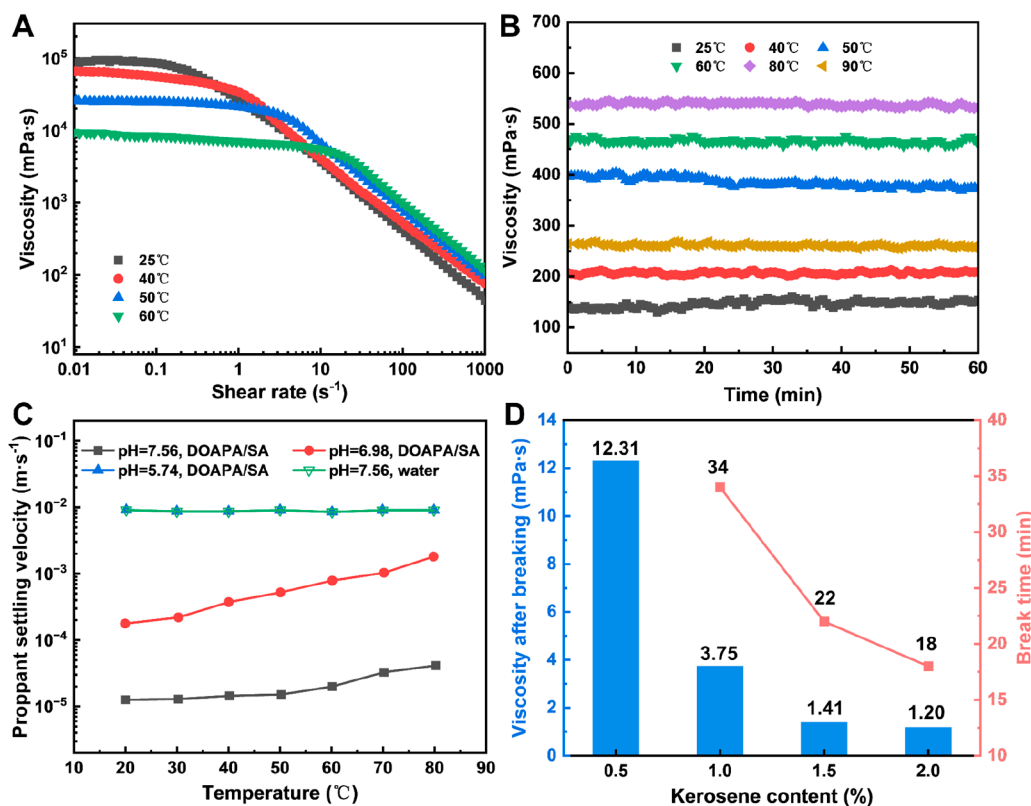 A
10⁵
10⁴
10³
10²
10¹
Viscosity (mPa·s)
25℃
40℃
50℃
60℃
0.01 0.1 1 10 100 1000
Shear rate (s⁻¹)
B
700
600
500
400
300
200
100
Viscosity (mPa·s)
25℃ 40℃ 50℃
60℃ 80℃ 90℃
0 10 20 30 40 50 60
Time (min)
C
10⁻¹
10⁻²
10⁻³
10⁻⁴
10⁻⁵
Proppant settling velocity (m·s⁻¹)
pH=7.56, DOAPA/SA pH=6.98, DOAPA/SA
pH=5.74, DOAPA/SA pH=7.56, water
10 20 30 40 50 60 70 80 90
Temperature (℃)
D
14
12
10
8
6
4
2
0
Viscosity after breaking (mPa·s)
12.31
3.75
1.41
1.20
34
22
18
40
35
30
25
20
15
10
Break time (min)
0.5 1.0 1.5 2.0
Kerosene content (%)